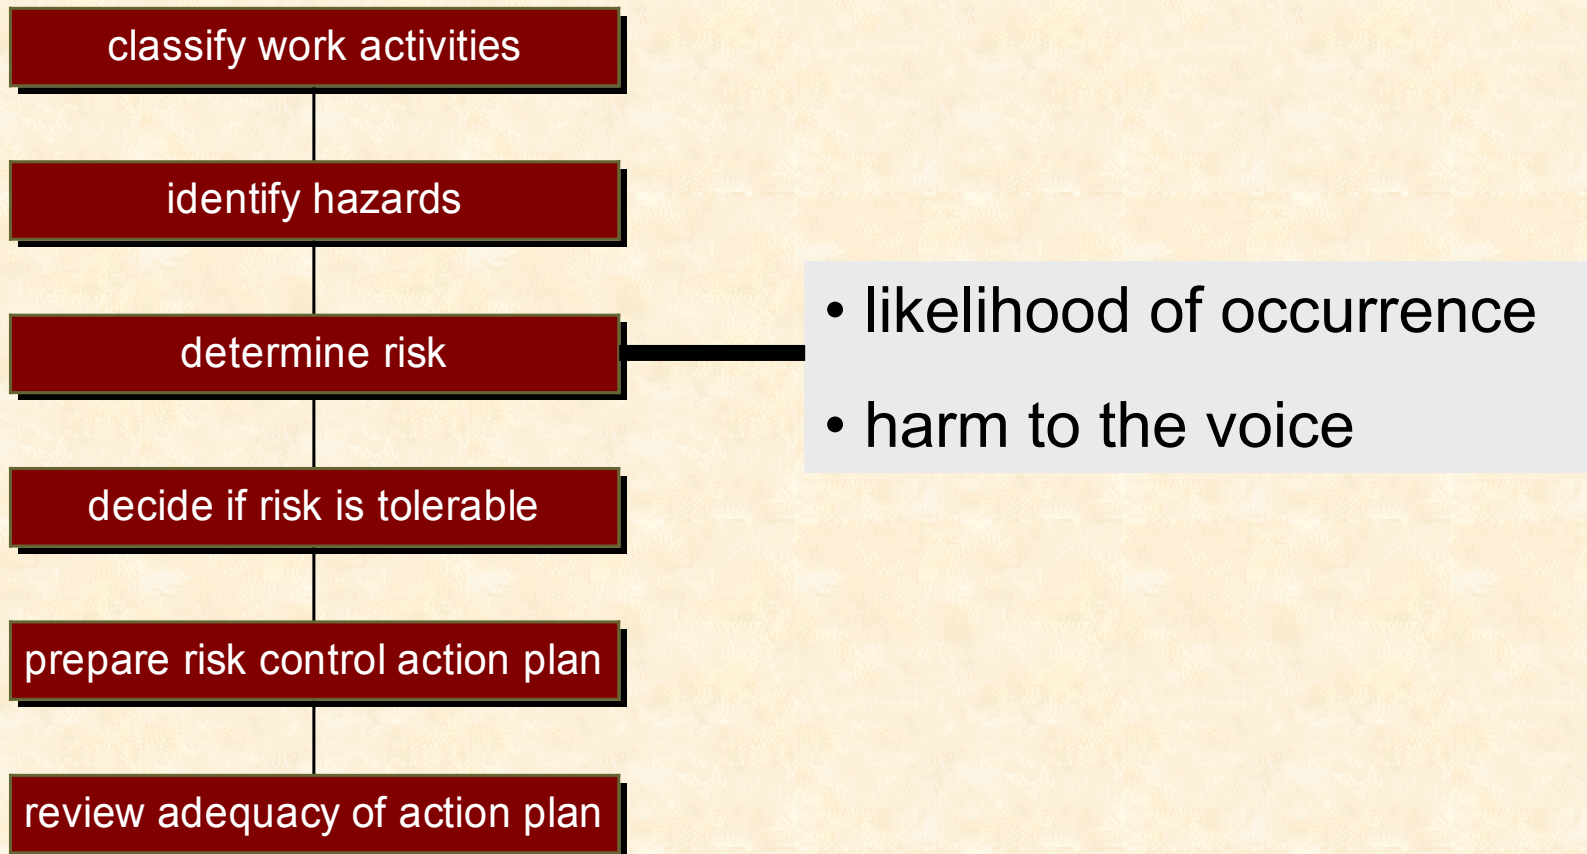 classify work activities
identify hazards
determine risk
• likelihood of occurrence
• harm to the voice
decide if risk is tolerable
prepare risk control action plan
review adequacy of action plan